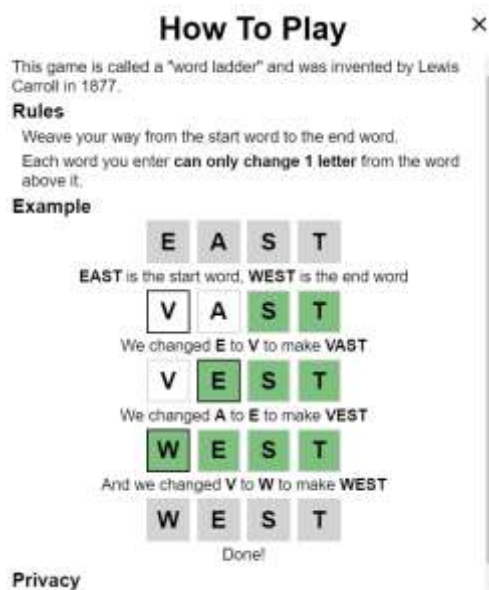 How To Play
×
This game is called a "word ladder" and was invented by Lewis
Carroll in 1877.
Rules
Weave your way from the start word to the end word.
Each word you enter can only change 1 letter from the word
above it.
Example
E A S T
EAST is the start word, WEST is the end word
V A S T
We changed E to V to make VAST
V E S T
We changed A to E to make VEST
W E S T
And we changed V to W to make WEST
W E S T
Done!
Privacy